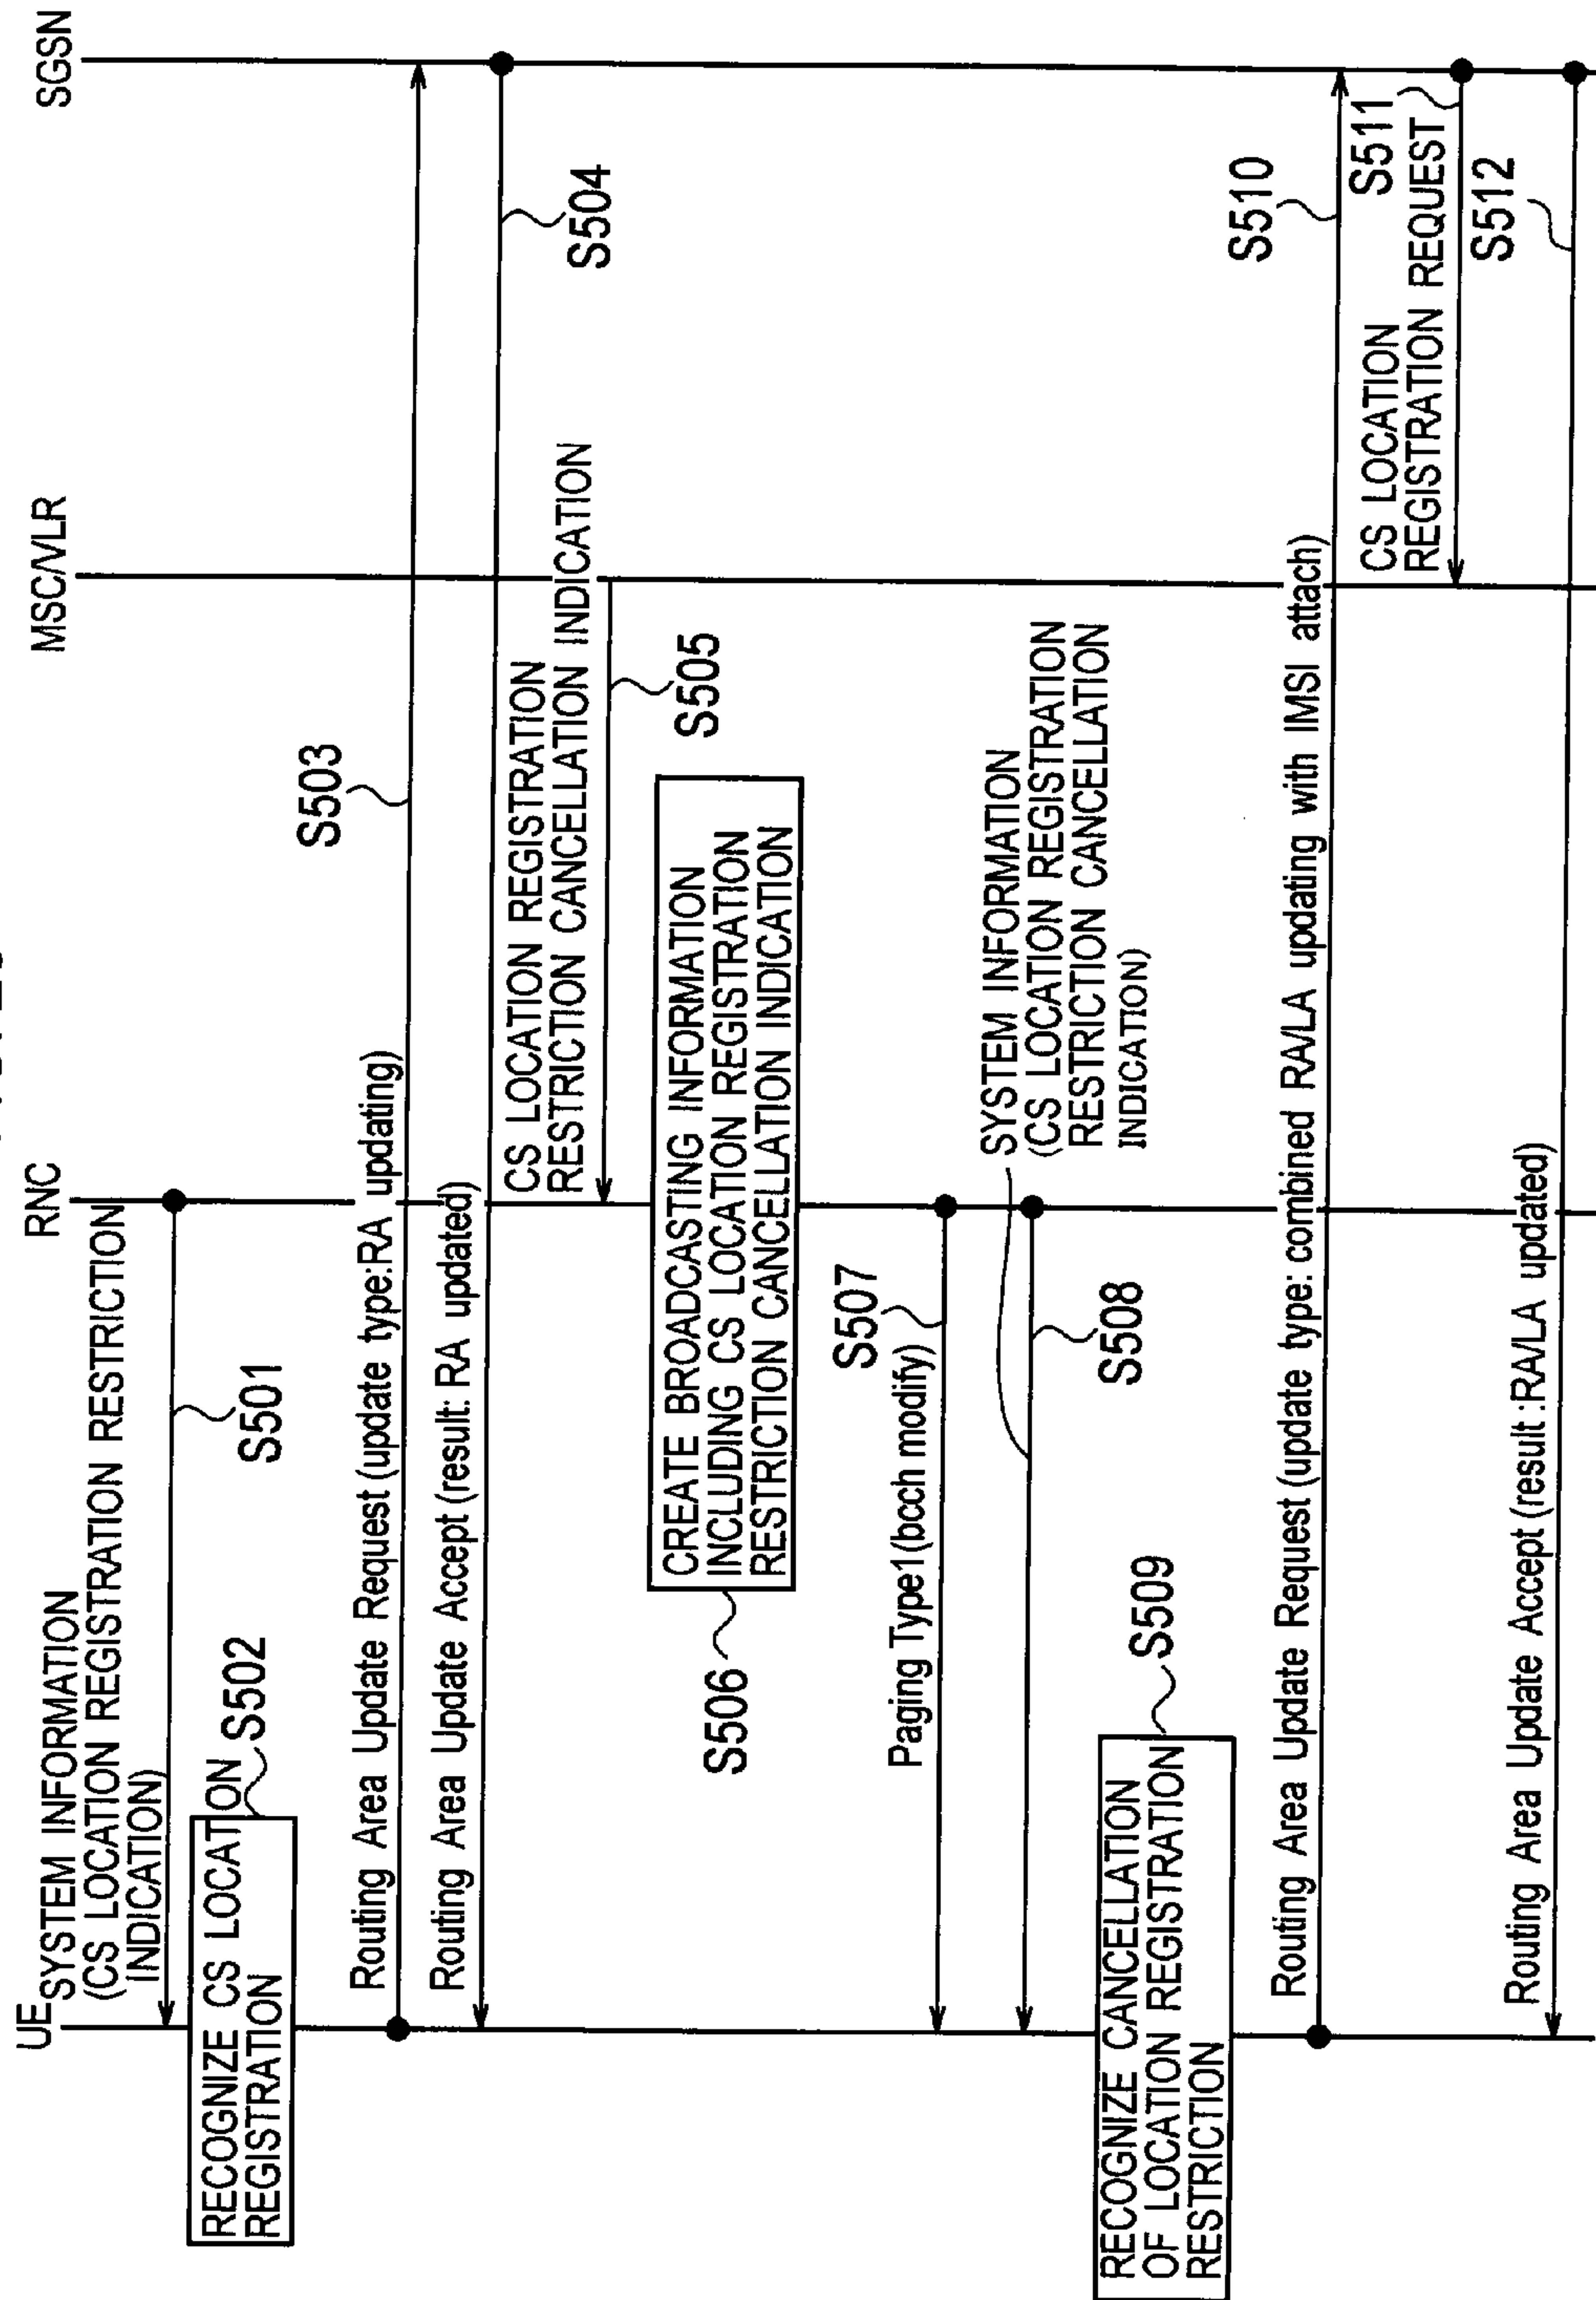 UE
RNC
MSC/VLR
SGSN
SYSTEM INFORMATION
(CS LOCATION REGISTRATION RESTRICTION
INDICATION)
S501
RECOGNIZE CS LOCATION
REGISTRATION
S502
S503
Routing Area Update Request (update type:RA updating)
Routing Area Update Accept (result: RA updated)
S504
CS LOCATION REGISTRATION
RESTRICTION CANCELLATION INDICATION
S505
CREATE BROADCASTING INFORMATION
INCLUDING CS LOCATION REGISTRATION
RESTRICTION CANCELLATION INDICATION
S506
S507
Paging Type1(bcch modify)
SYSTEM INFORMATION
(CS LOCATION REGISTRATION
RESTRICTION CANCELLATION
INDICATION)
S508
RECOGNIZE CANCELLATION
OF LOCATION REGISTRATION
RESTRICTION
S509
S510
Routing Area Update Request (update type: combined RA/LA updating with IMSI attach)
CS LOCATION
REGISTRATION REQUEST
S511
S512
Routing Area Update Accept (result :RA/LA updated)